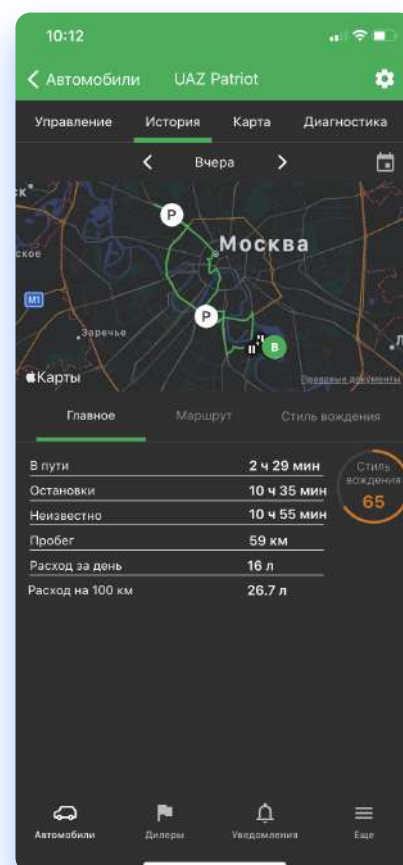 10:12
Автомобили UAZ Patriot
Управление История Карта Диагностика
Вчера
Москва
P
P
B
M1
Заречье
Карты
Правовые документы
Главное Маршрут Стиль вождения
В пути 2 ч 29 мин
Остановки 10 ч 35 мин
Неизвестно 10 ч 55 мин
Пробег 59 км
Расход за день 16 л
Расход на 100 км 26.7 л
Стиль
вождения
65
Автомобили Дилеры Уведомления Еще